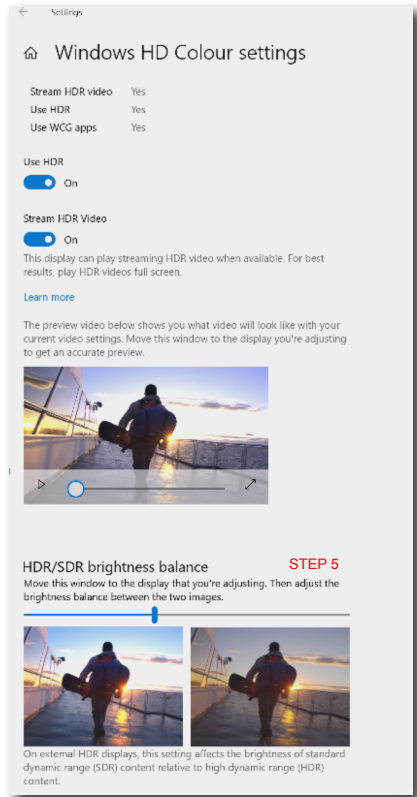 Settings
Windows HD Colour settings
Stream HDR video Yes
Use HDR Yes
Use WCG apps Yes
Use HDR
On
Stream HDR Video
On
This display can play streaming HDR video when available. For best
results, play HDR videos full screen.
Learn more
The preview video below shows you what video will look like with your
current video settings. Move this window to the display you're adjusting
to get an accurate preview.
HDR/SDR brightness balance STEP 5
Move this window to the display that you're adjusting. Then adjust the
brightness balance between the two images.
On external HDR displays, this setting affects the brightness of standard
dynamic range (SDR) content relative to high dynamic range (HDR)
content.